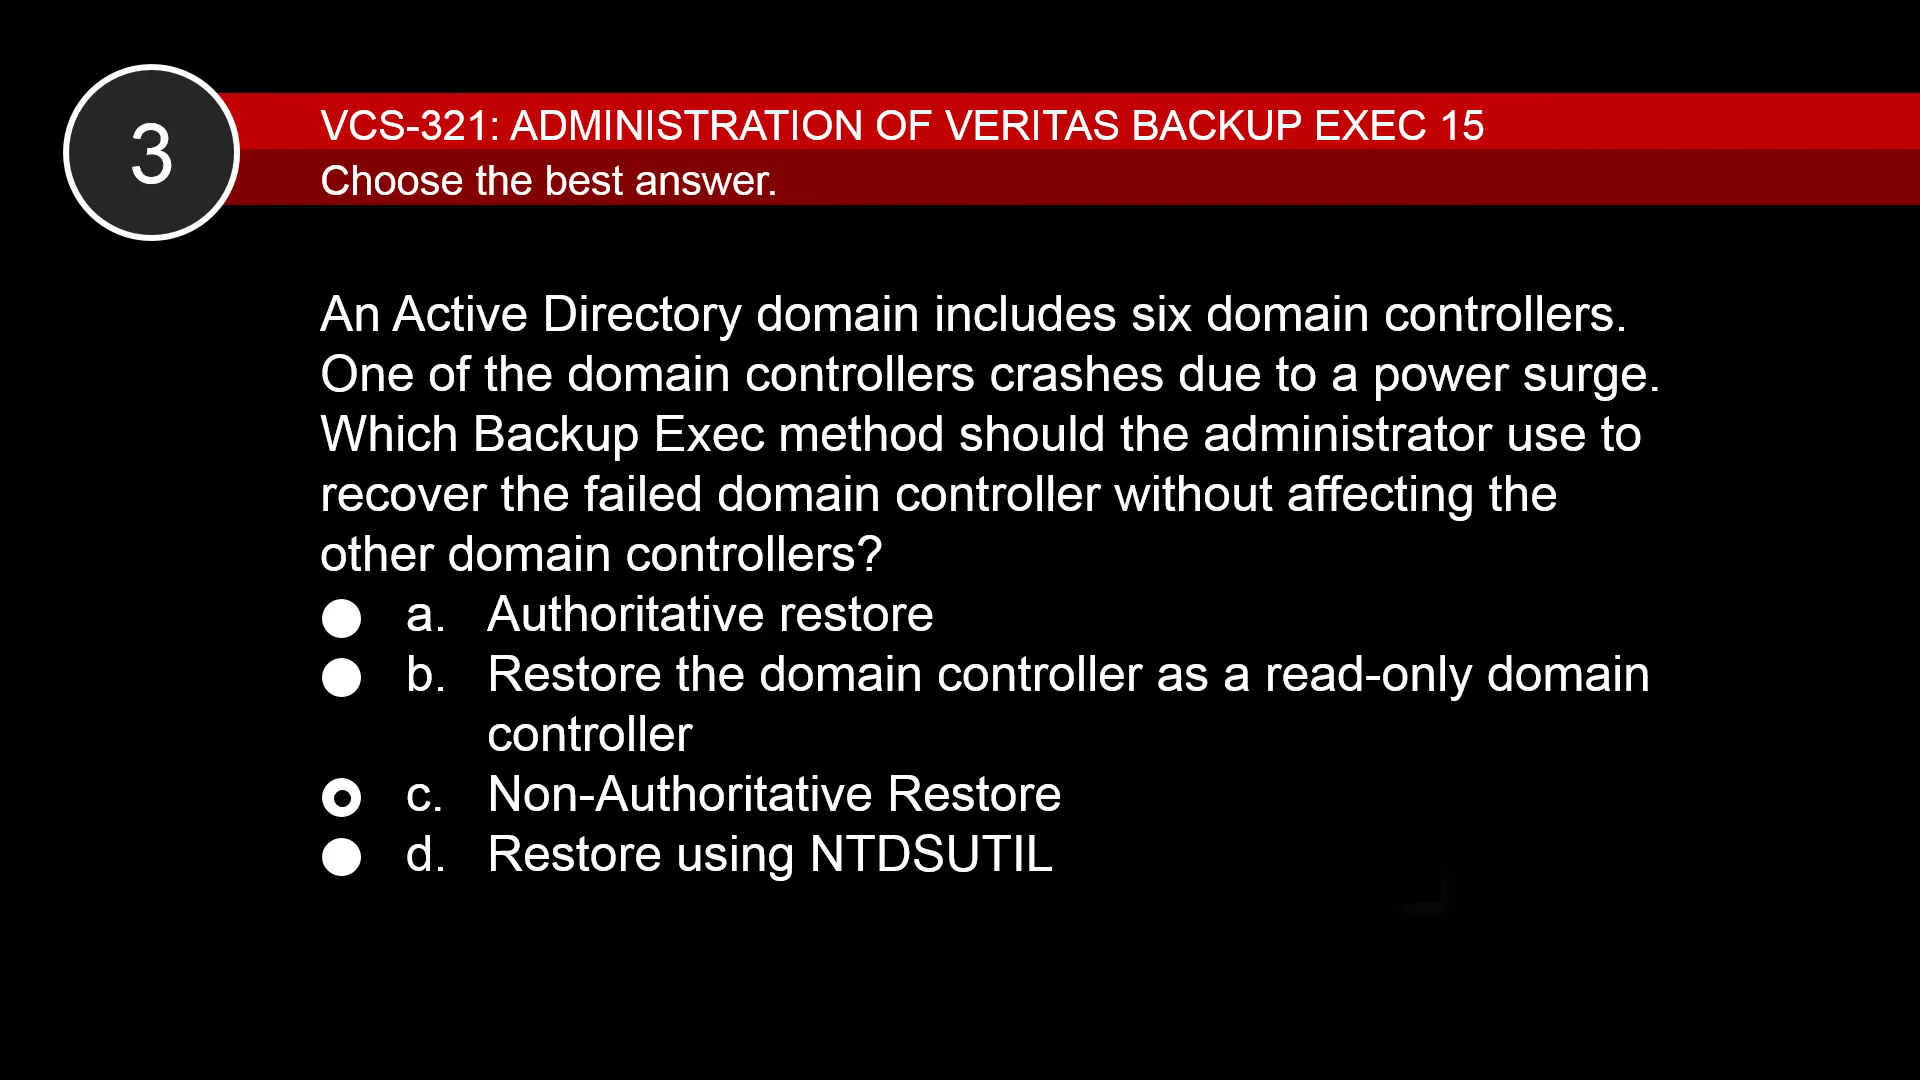 3
VCS-321: ADMINISTRATION OF VERITAS BACKUP EXEC 15
Choose the best answer.
An Active Directory domain includes six domain controllers.
One of the domain controllers crashes due to a power surge.
Which Backup Exec method should the administrator use to
recover the failed domain controller without affecting the
other domain controllers?
a. Authoritative restore
b. Restore the domain controller as a read-only domain
controller
c. Non-Authoritative Restore
d. Restore using NTDSUTIL